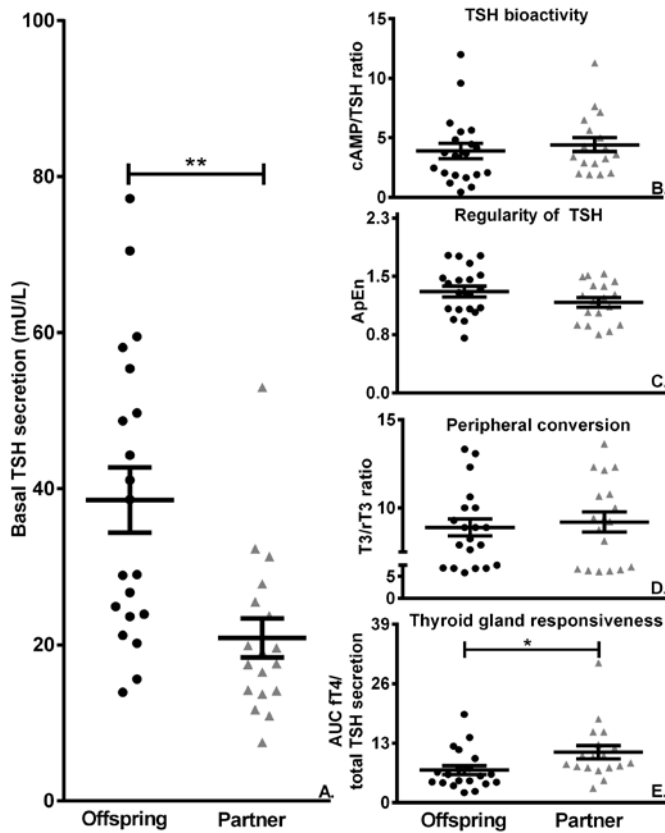 100
80
60
40
20
0
Basal TSH secretion (mU/L)
**
A.
Offspring Partner
TSH bioactivity
15
10
5
0
cAMP/TSH ratio
B.
Regularity of TSH
2.3
1.5
0.8
0.0
ApEn
C.
Peripheral conversion
15
10
5
0
T3/rT3 ratio
D.
Thyroid gland responsiveness
39
26
13
0
AUC fT4/
total TSH secretion
*
E.
Offspring Partner